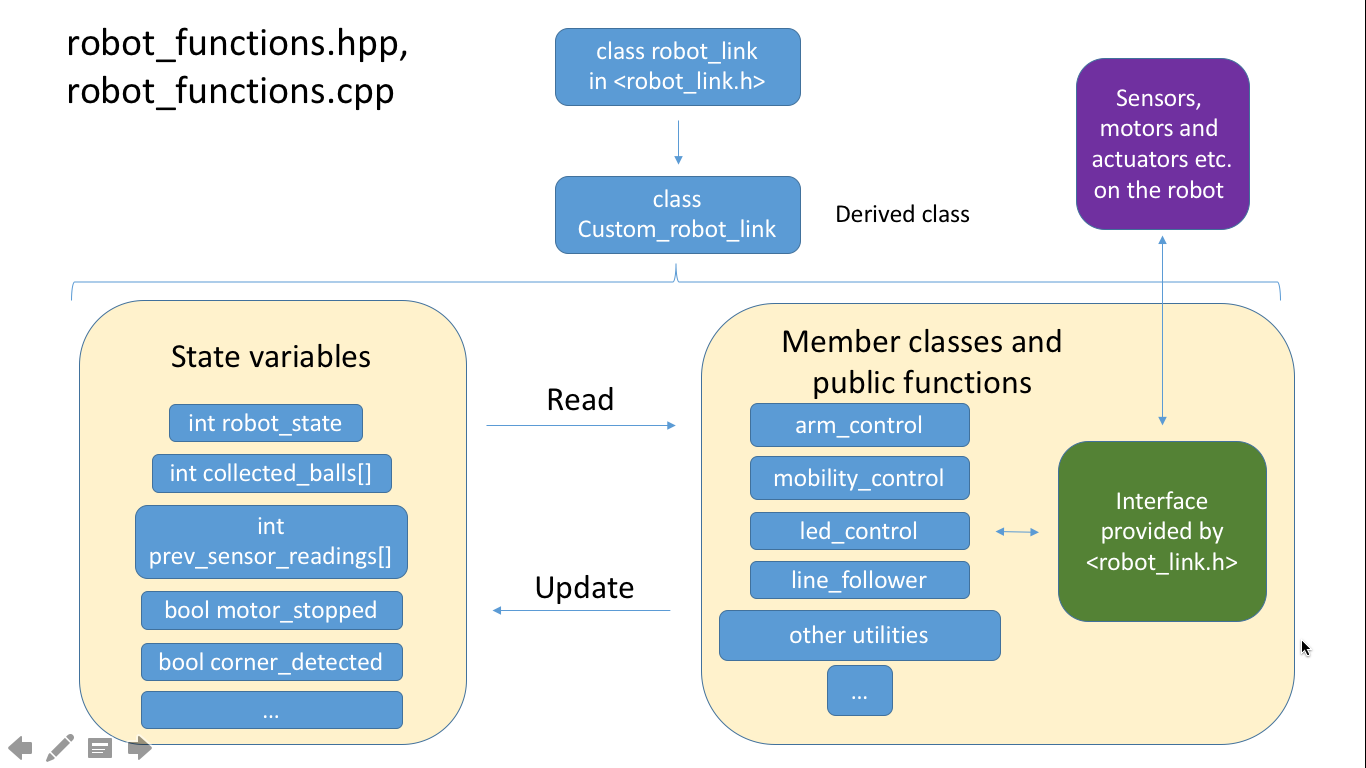 robot_functions.hpp,
robot_functions.cpp
class robot_link
in <robot_link.h>
Sensors,
motors and
actuators etc.
on the robot
class
Custom_robot_link
Derived class
State variables
int robot_state
int collected_balls[]
int
prev_sensor_readings[]
bool motor_stopped
bool corner_detected
...
Read
Update
Member classes and
public functions
arm_control
mobility_control
led_control
line_follower
other utilities
...
Interface
provided by
<robot_link.h>